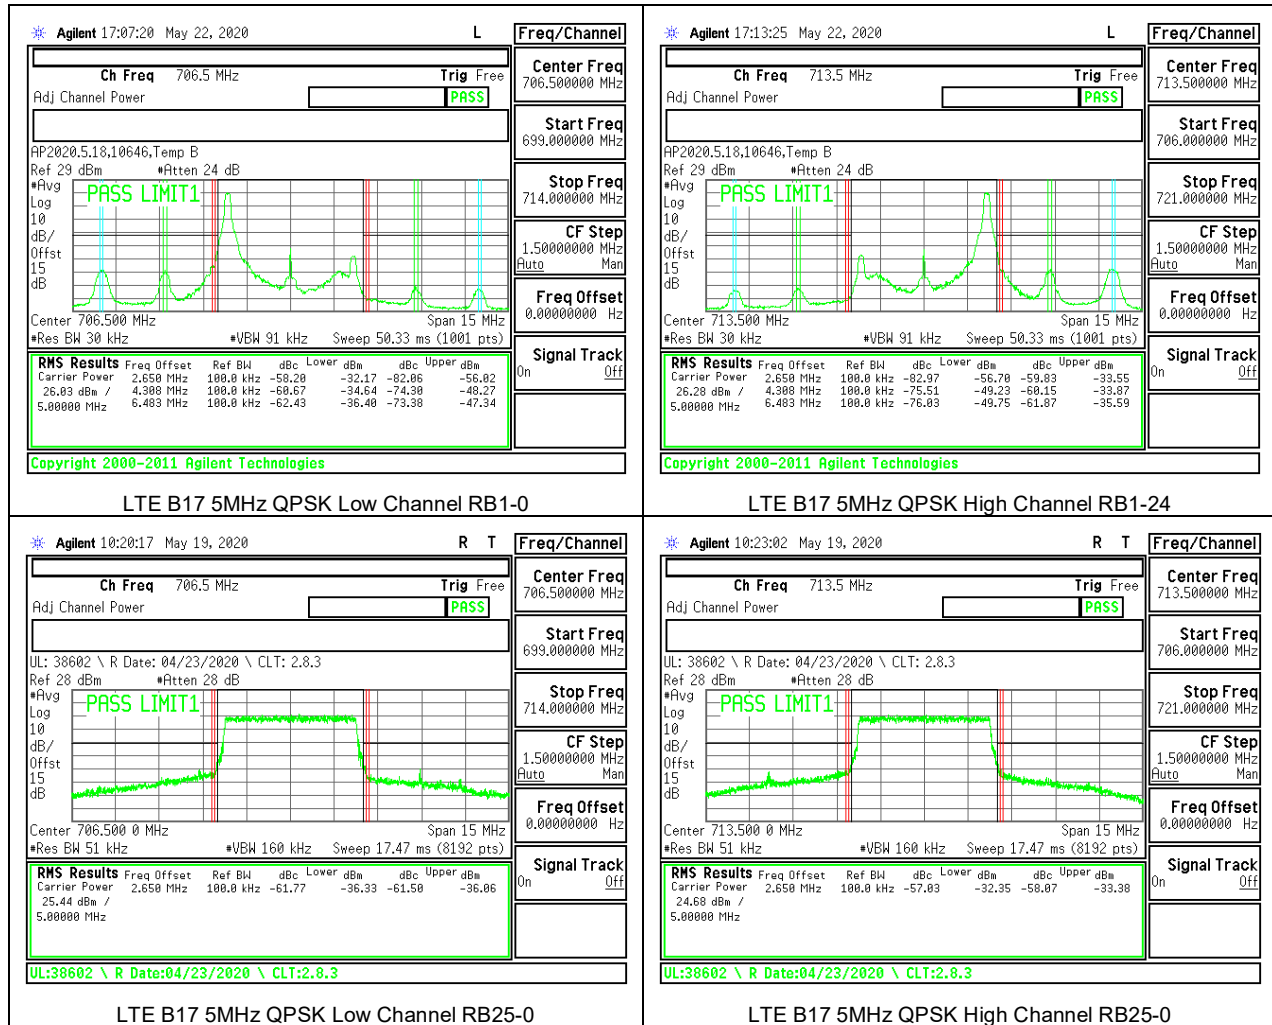 Agilent 17:07:20 May 22, 2020 L
Freq/Channel
Ch Freq 706.5 MHz Trig Free
Adj Channel Power PASS
Center Freq
706.500000 MHz
Start Freq
699.000000 MHz
AP2020.5.18,10646,Temp B
Ref 29 dBm #Atten 24 dB
#Avg
Log
10
dB/
Offst
15
dB
PASS LIMIT1
Stop Freq
714.000000 MHz
CF Step
1.50000000 MHz
Auto Man
Freq Offset
0.00000000 Hz
Center 706.500 MHz Span 15 MHz
#Res BW 30 kHz #VBW 91 kHz Sweep 50.33 ms (1001 pts)
Signal Track
On Off
RMS Results Freq Offset Ref BW dBc Lower dBm dBc Upper dBm
Carrier Power 2.650 MHz 100.0 kHz -58.20 -32.17 -82.06 -56.02
26.03 dBm / 4.308 MHz 100.0 kHz -60.67 -34.64 -74.30 -48.27
5.00000 MHz 6.483 MHz 100.0 kHz -62.43 -36.40 -73.38 -47.34
Copyright 2000-2011 Agilent Technologies
LTE B17 5MHz QPSK Low Channel RB1-0
Agilent 17:13:25 May 22, 2020 L
Freq/Channel
Ch Freq 713.5 MHz Trig Free
Adj Channel Power PASS
Center Freq
713.500000 MHz
Start Freq
706.000000 MHz
AP2020.5.18,10646,Temp B
Ref 29 dBm #Atten 24 dB
#Avg
Log
10
dB/
Offst
15
dB
PASS LIMIT1
Stop Freq
721.000000 MHz
CF Step
1.50000000 MHz
Auto Man
Freq Offset
0.00000000 Hz
Center 713.500 MHz Span 15 MHz
#Res BW 30 kHz #VBW 91 kHz Sweep 50.33 ms (1001 pts)
Signal Track
On Off
RMS Results Freq Offset Ref BW dBc Lower dBm dBc Upper dBm
Carrier Power 2.650 MHz 100.0 kHz -82.97 -56.70 -59.83 -33.55
26.28 dBm / 4.308 MHz 100.0 kHz -75.51 -49.23 -60.15 -33.87
5.00000 MHz 6.483 MHz 100.0 kHz -76.03 -49.75 -61.87 -35.59
Copyright 2000-2011 Agilent Technologies
LTE B17 5MHz QPSK High Channel RB1-24
Agilent 10:20:17 May 19, 2020 R T
Freq/Channel
Ch Freq 706.5 MHz Trig Free
Adj Channel Power PASS
Center Freq
706.500000 MHz
Start Freq
699.000000 MHz
UL: 38602 \ R Date: 04/23/2020 \ CLT: 2.8.3
Ref 28 dBm #Atten 28 dB
#Avg
Log
10
dB/
Offst
15
dB
PASS LIMIT1
Stop Freq
714.000000 MHz
CF Step
1.50000000 MHz
Auto Man
Freq Offset
0.00000000 Hz
Center 706.500 0 MHz Span 15 MHz
#Res BW 51 kHz #VBW 160 kHz Sweep 17.47 ms (8192 pts)
Signal Track
On Off
RMS Results Freq Offset Ref BW dBc Lower dBm dBc Upper dBm
Carrier Power 2.650 MHz 100.0 kHz -61.77 -36.33 -61.50 -36.06
25.44 dBm /
5.00000 MHz
UL:38602 \ R Date:04/23/2020 \ CLT:2.8.3
LTE B17 5MHz QPSK Low Channel RB25-0
Agilent 10:23:02 May 19, 2020 R T
Freq/Channel
Ch Freq 713.5 MHz Trig Free
Adj Channel Power PASS
Center Freq
713.500000 MHz
Start Freq
706.000000 MHz
UL: 38602 \ R Date: 04/23/2020 \ CLT: 2.8.3
Ref 28 dBm #Atten 28 dB
#Avg
Log
10
dB/
Offst
15
dB
PASS LIMIT1
Stop Freq
721.000000 MHz
CF Step
1.50000000 MHz
Auto Man
Freq Offset
0.00000000 Hz
Center 713.500 0 MHz Span 15 MHz
#Res BW 51 kHz #VBW 160 kHz Sweep 17.47 ms (8192 pts)
Signal Track
On Off
RMS Results Freq Offset Ref BW dBc Lower dBm dBc Upper dBm
Carrier Power 2.650 MHz 100.0 kHz -57.03 -32.35 -58.07 -33.38
24.68 dBm /
5.00000 MHz
UL:38602 \ R Date:04/23/2020 \ CLT:2.8.3
LTE B17 5MHz QPSK High Channel RB25-0